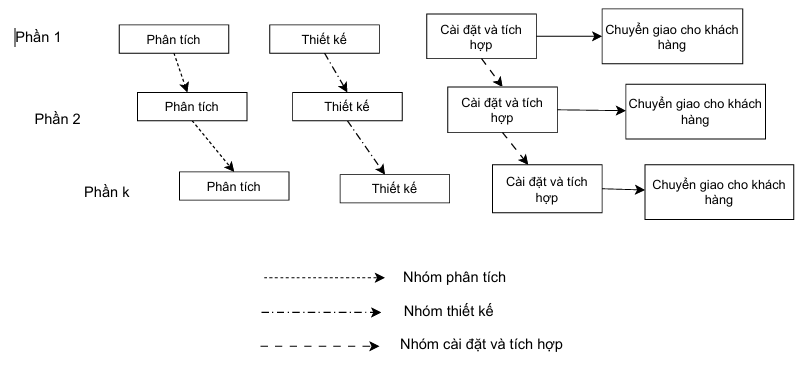 Phần 1
Phân tích
Thiết kế
Cài đặt và tích
hợp
Chuyển giao cho khách
hàng
Phần 2
Phân tích
Thiết kế
Cài đặt và tích
hợp
Chuyển giao cho khách
hàng
Phần k
Phân tích
Thiết kế
Cài đặt và tích
hợp
Chuyển giao cho khách
hàng
Nhóm phân tích
Nhóm thiết kế
Nhóm cài đặt và tích hợp